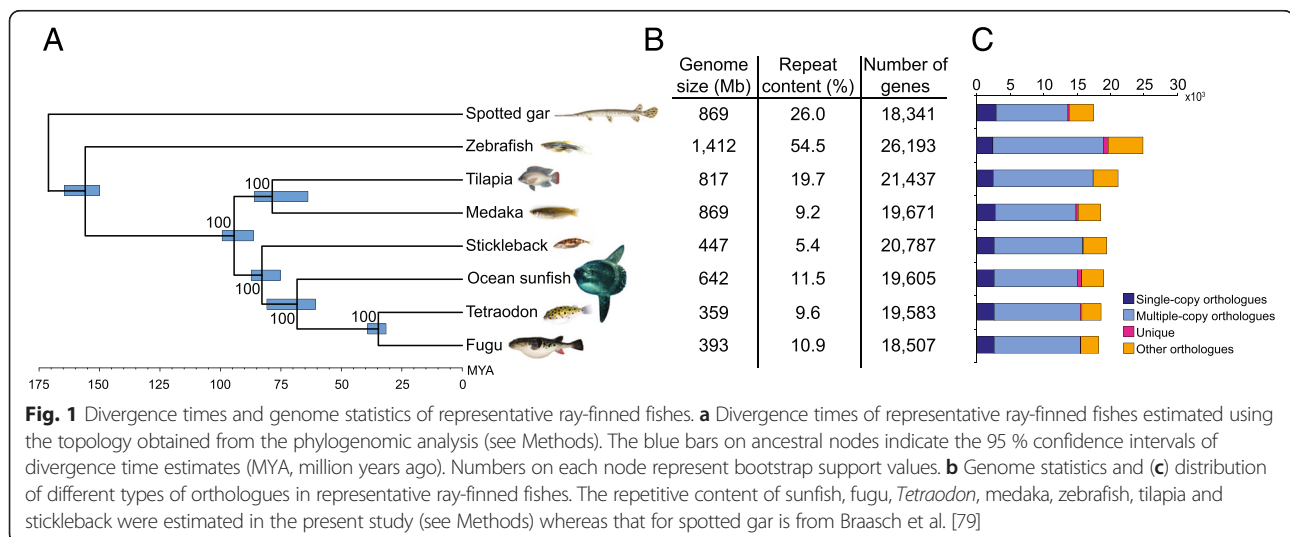 A
B
C
Genome size (Mb)
Repeat content (%)
Number of genes
0 5 10 15 20 25 30
x10³
Spotted gar 869 26.0 18,341
Zebrafish 1,412 54.5 26,193
100 Tilapia 817 19.7 21,437
100 Medaka 869 9.2 19,671
100 Stickleback 447 5.4 20,787
Ocean sunfish 642 11.5 19,605
100 100 Tetraodon 359 9.6 19,583
Fugu 393 10.9 18,507
Single-copy orthologues
Multiple-copy orthologues
Unique
Other orthologues
MYA
175 150 125 100 75 50 25 0
Fig. 1 Divergence times and genome statistics of representative ray-finned fishes. a Divergence times of representative ray-finned fishes estimated using
the topology obtained from the phylogenomic analysis (see Methods). The blue bars on ancestral nodes indicate the 95 % confidence intervals of
divergence time estimates (MYA, million years ago). Numbers on each node represent bootstrap support values. b Genome statistics and (c) distribution
of different types of orthologues in representative ray-finned fishes. The repetitive content of sunfish, fugu, Tetraodon, medaka, zebrafish, tilapia and
stickleback were estimated in the present study (see Methods) whereas that for spotted gar is from Braasch et al. [79]